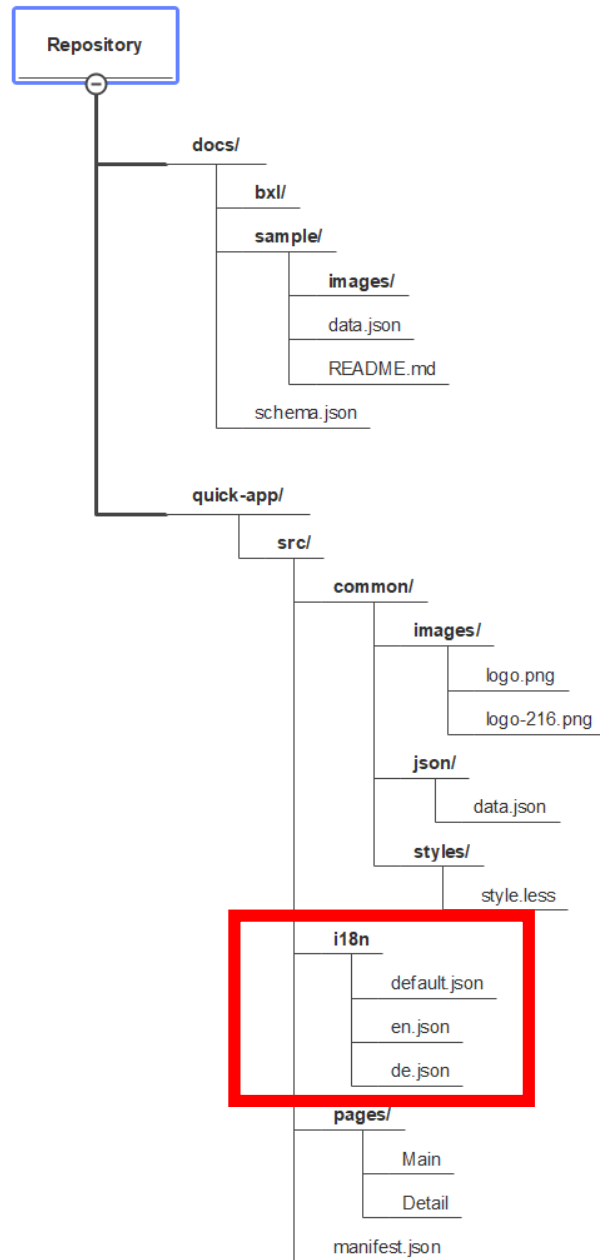 Repository
docs/
bxl/
sample/
images/
data.json
README.md
schema.json
quick-app/
src/
common/
images/
logo.png
logo-216.png
json/
data.json
styles/
style.less
i18n
default.json
en.json
de.json
pages/
Main
Detail
manifest.json